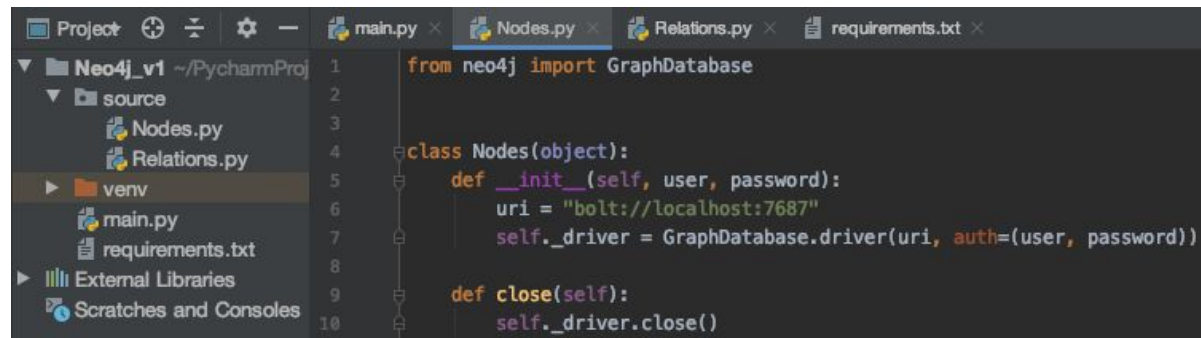 Project
main.py
Nodes.py
Relations.py
requirements.txt
Neo4j_v1 ~/PycharmProj
source
Nodes.py
Relations.py
venv
main.py
requirements.txt
External Libraries
Scratches and Consoles
1 from neo4j import GraphDatabase
2
3
4 class Nodes(object):
5 def __init__(self, user, password):
6 uri = "bolt://localhost:7687"
7 self._driver = GraphDatabase.driver(uri, auth=(user, password))
8
9 def close(self):
10 self._driver.close()